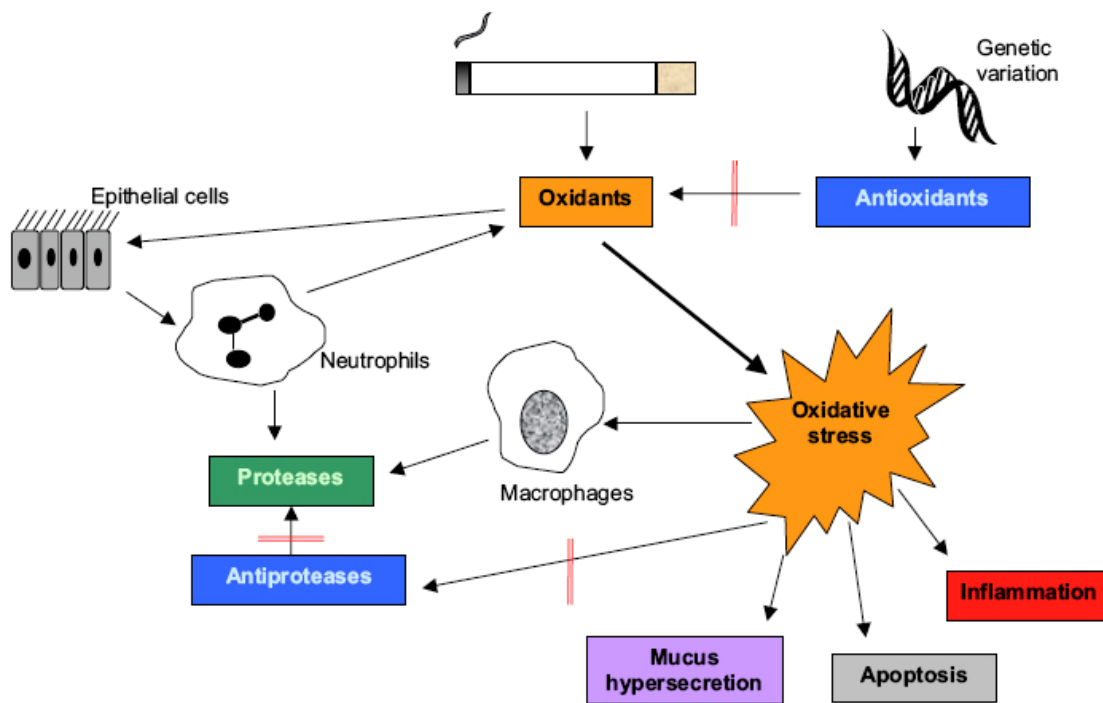 Genetic
variation
Epithelial cells
Oxidants
Antioxidants
Neutrophils
Oxidative
stress
Proteases
Macrophages
Antiproteases
Inflammation
Mucus
hypersecretion
Apoptosis